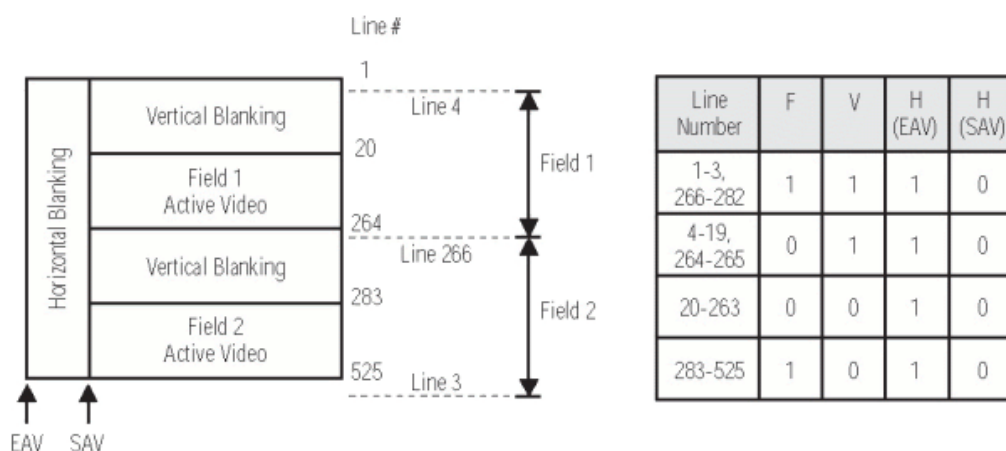 Line #
1
Line 4
Vertical Blanking
20
Field 1
Field 1
Active Video
Horizontal Blanking
264
Line 266
Vertical Blanking
283
Field 2
Field 2
Active Video
525
Line 3
EAV SAV
Line Number F V H (EAV) H (SAV)
1-3, 266-282 1 1 1 0
4-19, 264-265 0 1 1 0
20-263 0 0 1 0
283-525 1 0 1 0